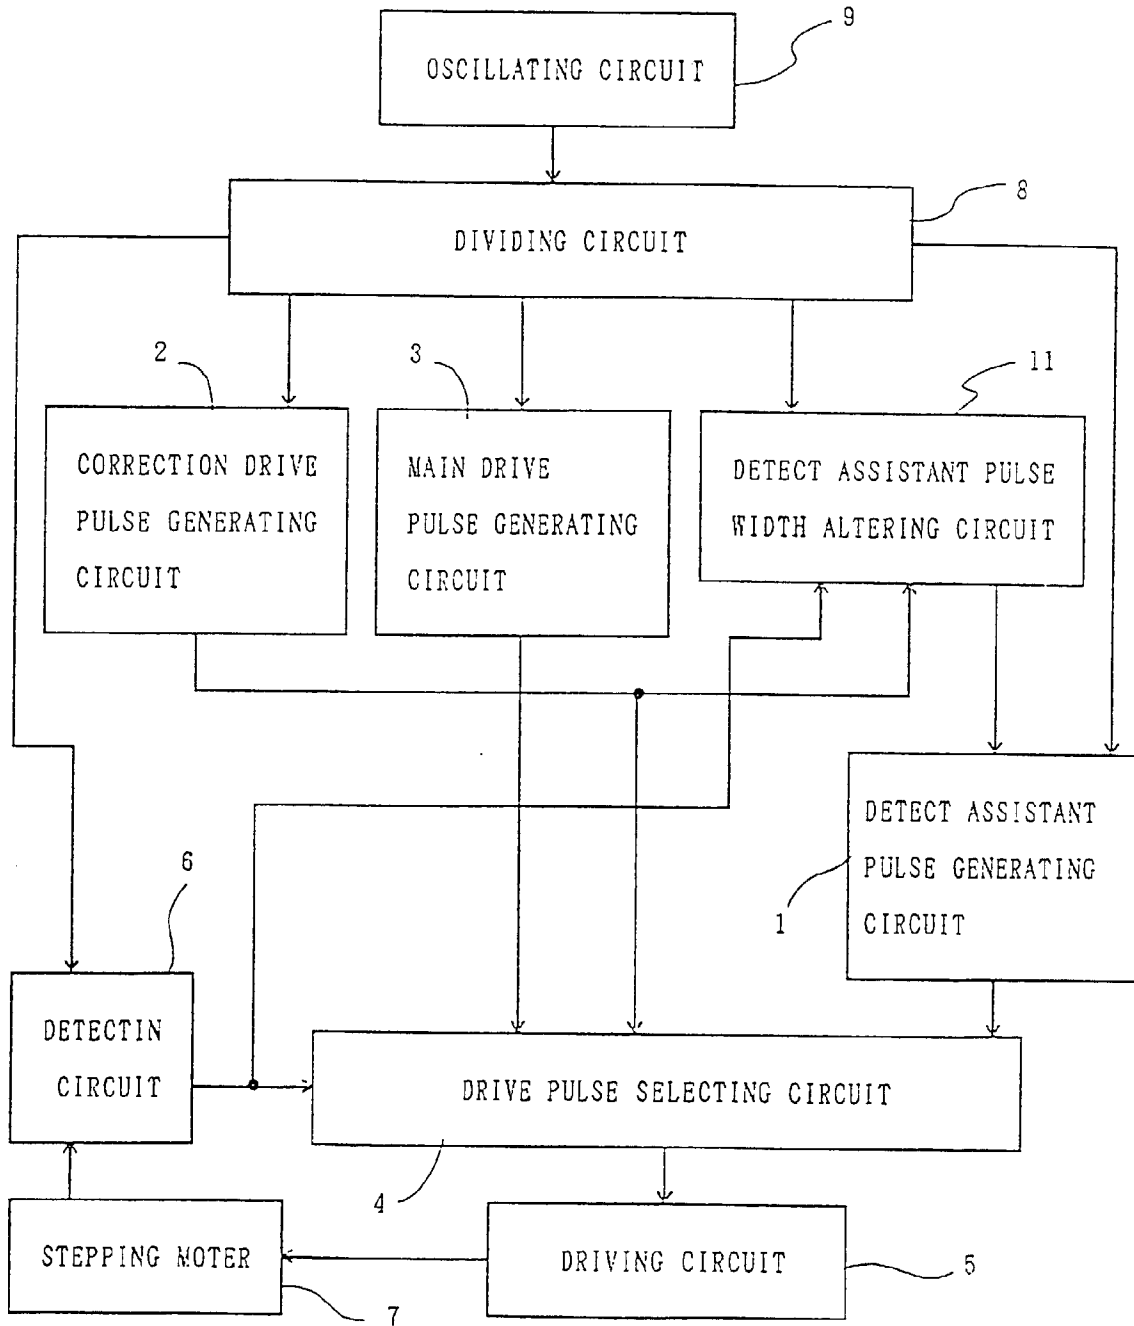 9
OSCILLATING CIRCUIT
8
DIVIDING CIRCUIT
2
3
11
CORRECTION DRIVE
PULSE GENERATING
CIRCUIT
MAIN DRIVE
PULSE GENERATING
CIRCUIT
DETECT ASSISTANT PULSE
WIDTH ALTERING CIRCUIT
DETECT ASSISTANT
PULSE GENERATING
CIRCUIT
1
6
DETECTIN
CIRCUIT
DRIVE PULSE SELECTING CIRCUIT
4
STEPPING MOTER
7
DRIVING CIRCUIT
5